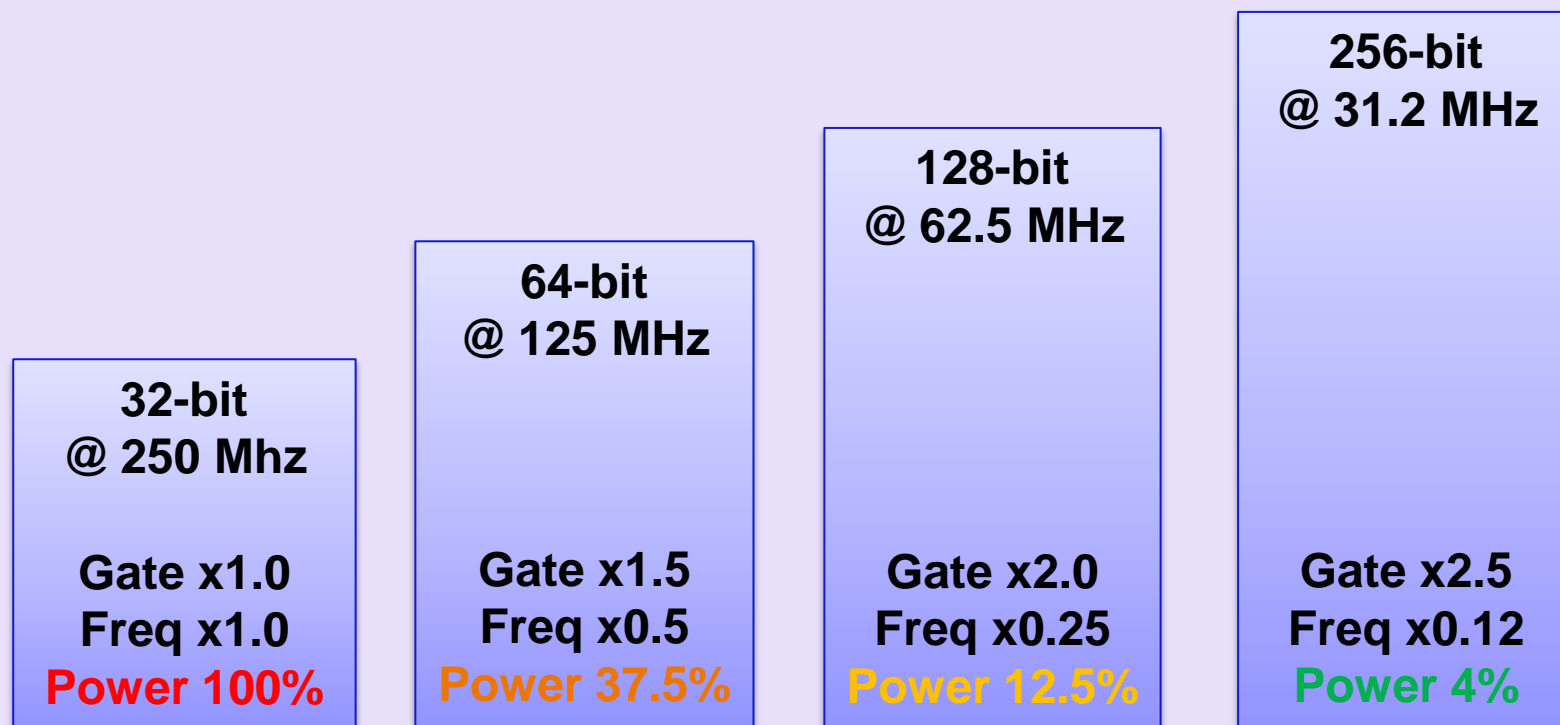 32-bit
@ 250 Mhz
Gate x1.0
Freq x1.0
Power 100%
64-bit
@ 125 MHz
Gate x1.5
Freq x0.5
Power 37.5%
128-bit
@ 62.5 MHz
Gate x2.0
Freq x0.25
Power 12.5%
256-bit
@ 31.2 MHz
Gate x2.5
Freq x0.12
Power 4%